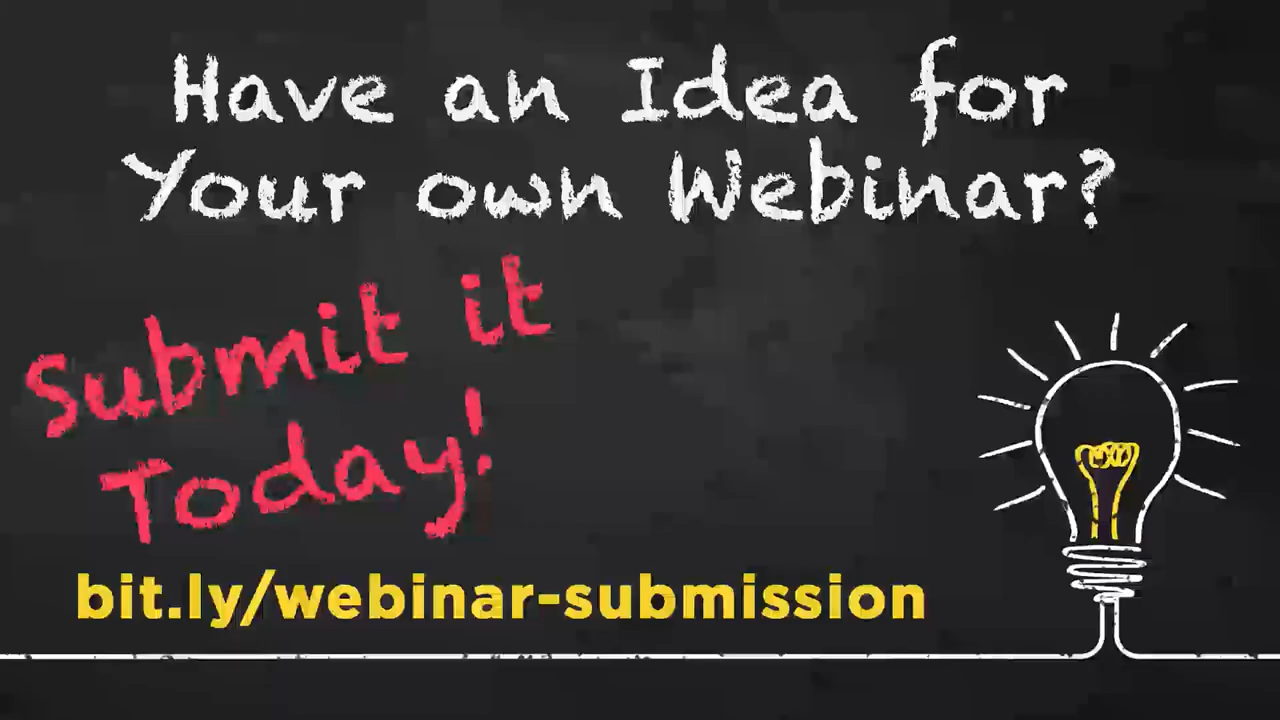 Have an Idea for
Your own Webinar?
Submit it
Today!
bit.ly/webinar-submission